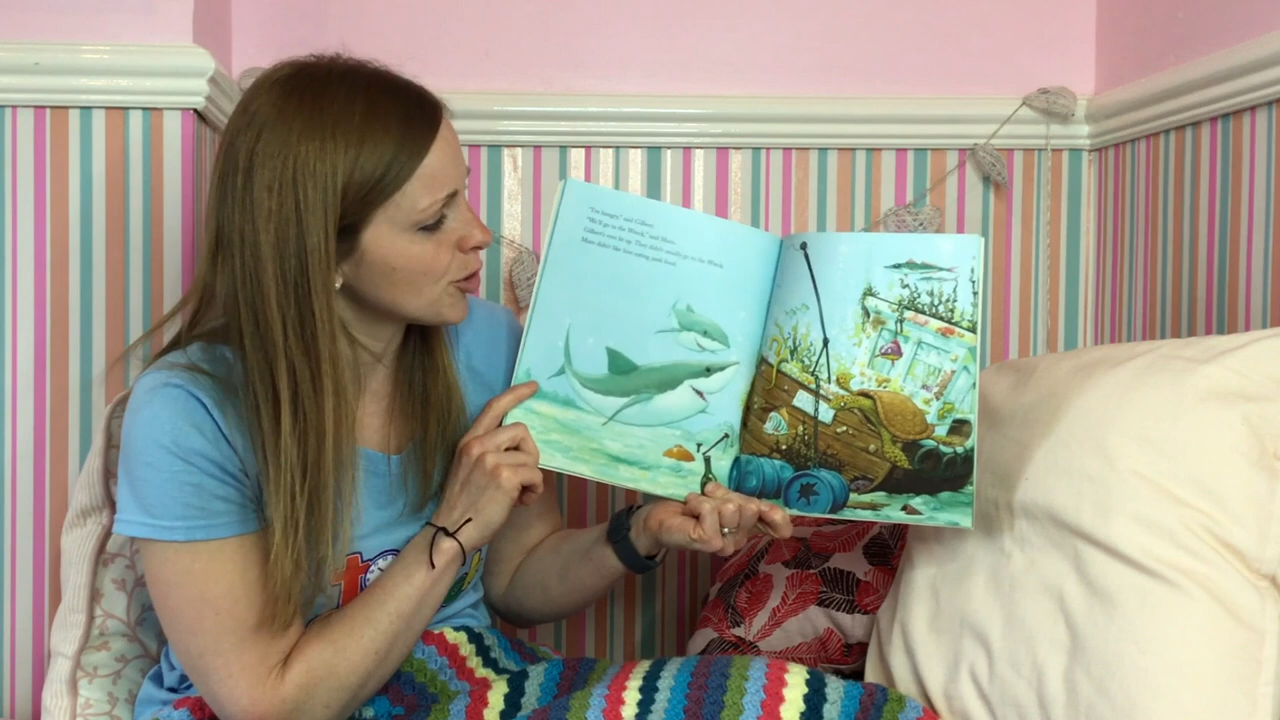 "I'm hungry," said Gilbert.
"We'll go to the Wreck," said Mum.
Gilbert's eyes lit up. They didn't usually go to the Wreck.
Mum didn't like him eating junk food.